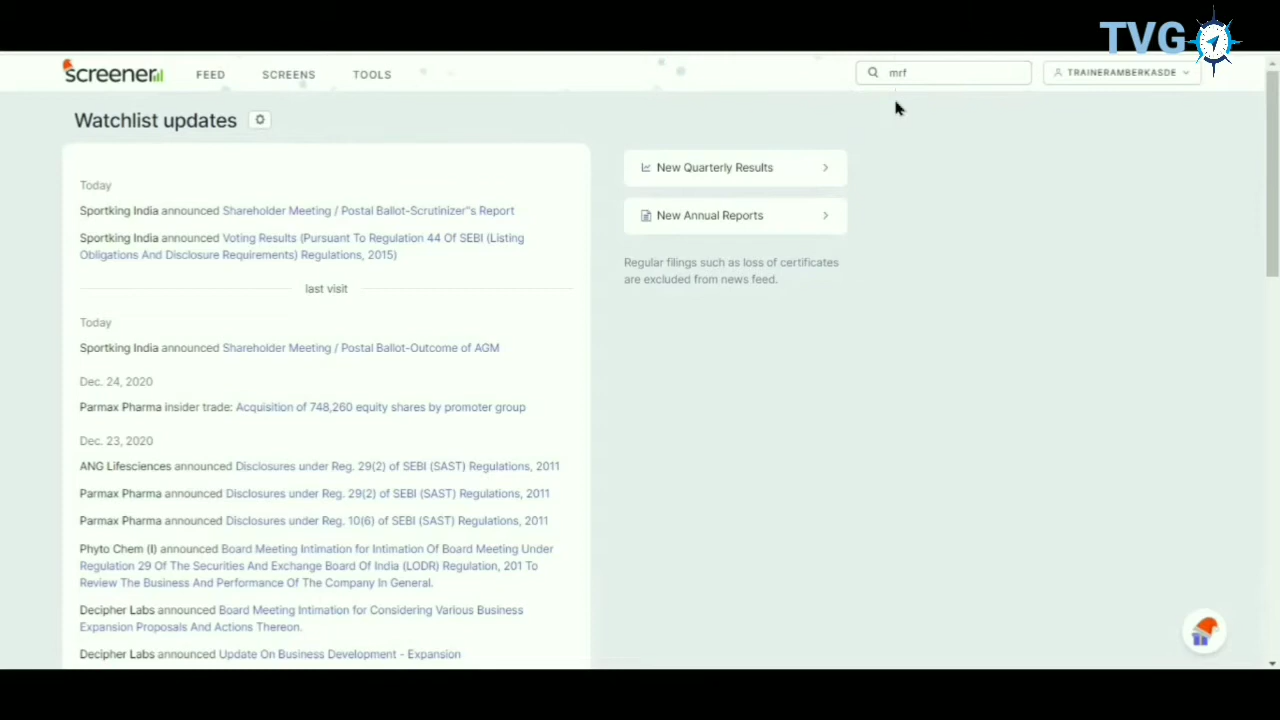 TVG
screener
FEED
SCREENS
TOOLS
mrf
TRAINERAMBERKASDE
Watchlist updates
Today
Sportking India announced Shareholder Meeting / Postal Ballot-Scrutinizer"s Report
Sportking India announced Voting Results (Pursuant To Regulation 44 Of SEBI (Listing
Obligations And Disclosure Requirements) Regulations, 2015)
last visit
Today
Sportking India announced Shareholder Meeting / Postal Ballot-Outcome of AGM
Dec. 24, 2020
Parmax Pharma insider trade: Acquisition of 748,260 equity shares by promoter group
Dec. 23, 2020
ANG Lifesciences announced Disclosures under Reg. 29(2) of SEBI (SAST) Regulations, 2011
Parmax Pharma announced Disclosures under Reg. 29(2) of SEBI (SAST) Regulations, 2011
Parmax Pharma announced Disclosures under Reg. 10(6) of SEBI (SAST) Regulations, 2011
Phyto Chem (I) announced Board Meeting Intimation for Intimation Of Board Meeting Under
Regulation 29 Of The Securities And Exchange Board Of India (LODR) Regulation, 201 To
Review The Business And Performance Of The Company In General.
Decipher Labs announced Board Meeting Intimation for Considering Various Business
Expansion Proposals And Actions Thereon.
Decipher Labs announced Update On Business Development - Expansion
New Quarterly Results
New Annual Reports
Regular filings such as loss of certificates
are excluded from news feed.